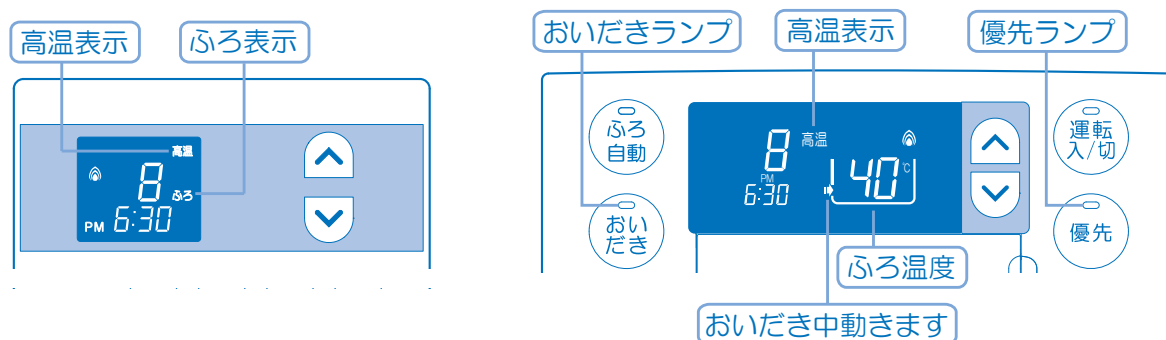 高温表示
ふろ表示
高温
8
ふろ
PM 6:30
おいだきランプ
高温表示
優先ランプ
ふろ
自動
おい
だき
8
高温
PM
6:30
40
℃
運転
入/切
優先
ふろ温度
おいだき中動きます